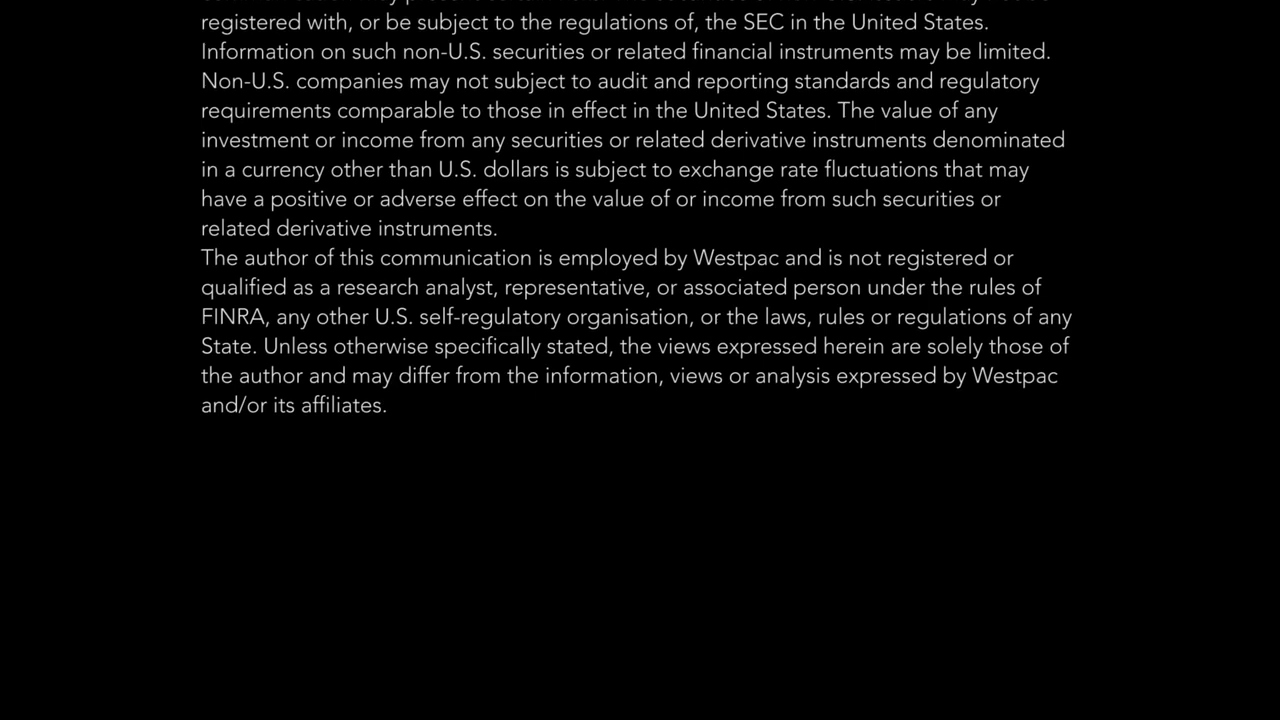 registered with, or be subject to the regulations of, the SEC in the United States.
Information on such non-U.S. securities or related financial instruments may be limited.
Non-U.S. companies may not subject to audit and reporting standards and regulatory
requirements comparable to those in effect in the United States. The value of any
investment or income from any securities or related derivative instruments denominated
in a currency other than U.S. dollars is subject to exchange rate fluctuations that may
have a positive or adverse effect on the value of or income from such securities or
related derivative instruments.
The author of this communication is employed by Westpac and is not registered or
qualified as a research analyst, representative, or associated person under the rules of
FINRA, any other U.S. self-regulatory organisation, or the laws, rules or regulations of any
State. Unless otherwise specifically stated, the views expressed herein are solely those of
the author and may differ from the information, views or analysis expressed by Westpac
and/or its affiliates.